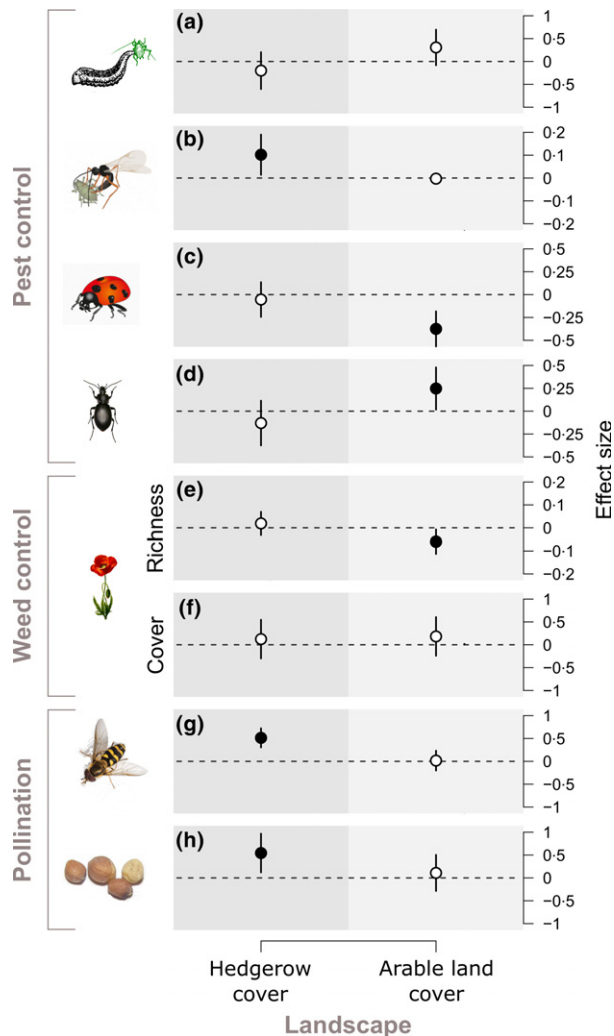 Pest control
Weed control
Pollination
(a)
1
0·5
0
−0·5
−1
(b)
0·2
0·1
0
−0·1
−0·2
(c)
0·5
0·25
0
−0·25
−0·5
(d)
0·5
0·25
0
−0·25
−0·5
Effect size
(e)
Richness
0·2
0·1
0
−0·1
−0·2
(f)
Cover
1
0·5
0
−0·5
−1
(g)
1
0·5
0
−0·5
−1
(h)
1
0·5
0
−0·5
−1
Hedgerow
cover
Arable land
cover
Landscape